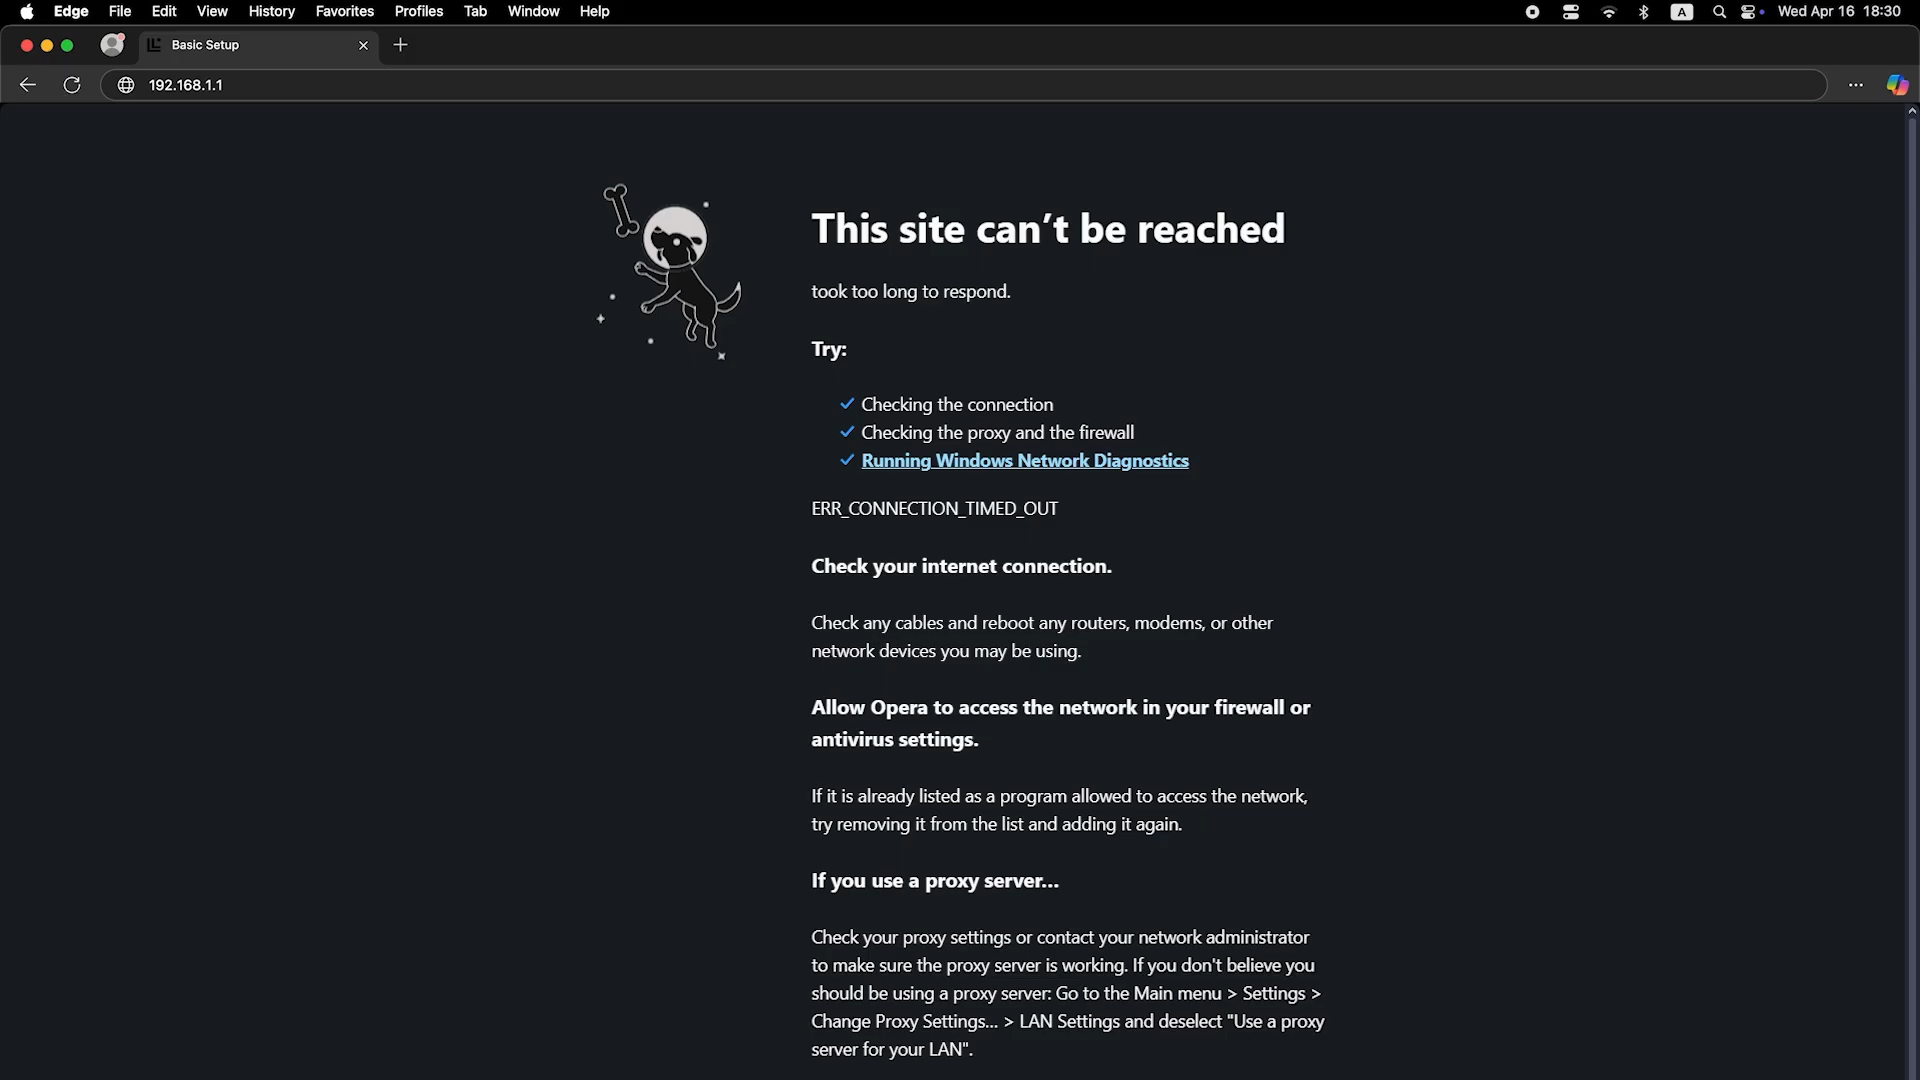 Edge File Edit View History Favorites Profiles Tab Window Help A Wed Apr 16 18:30
Basic Setup
192.168.1.1
This site can’t be reached
took too long to respond.
Try:
Checking the connection
Checking the proxy and the firewall
Running Windows Network Diagnostics
ERR_CONNECTION_TIMED_OUT
Check your internet connection.
Check any cables and reboot any routers, modems, or other
network devices you may be using.
Allow Opera to access the network in your firewall or
antivirus settings.
If it is already listed as a program allowed to access the network,
try removing it from the list and adding it again.
If you use a proxy server...
Check your proxy settings or contact your network administrator
to make sure the proxy server is working. If you don't believe you
should be using a proxy server: Go to the Main menu > Settings >
Change Proxy Settings... > LAN Settings and deselect "Use a proxy
server for your LAN".